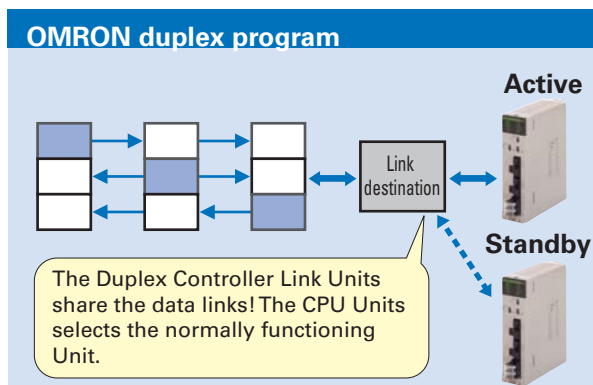 OMRON duplex program
Active
Link
destination
Standby
The Duplex Controller Link Units
share the data links! The CPU Units
selects the normally functioning
Unit.